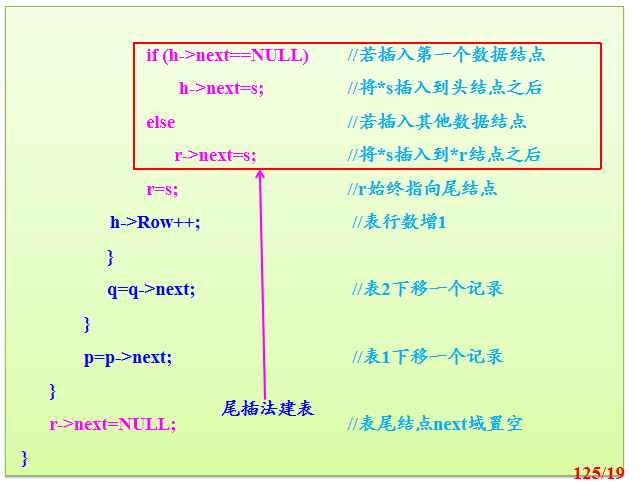 if (h->next==NULL) //若插入第一个数据结点
h->next=s; //将*s插入到头结点之后
else //若插入其他数据结点
r->next=s; //将*s插入到*r结点之后
r=s; //r始终指向尾结点
h->Row++; //表行数增1
}
q=q->next; //表2下移一个记录
}
p=p->next; //表1下移一个记录
}
尾插法建表
r->next=NULL; //表尾结点next域置空
}
125/19